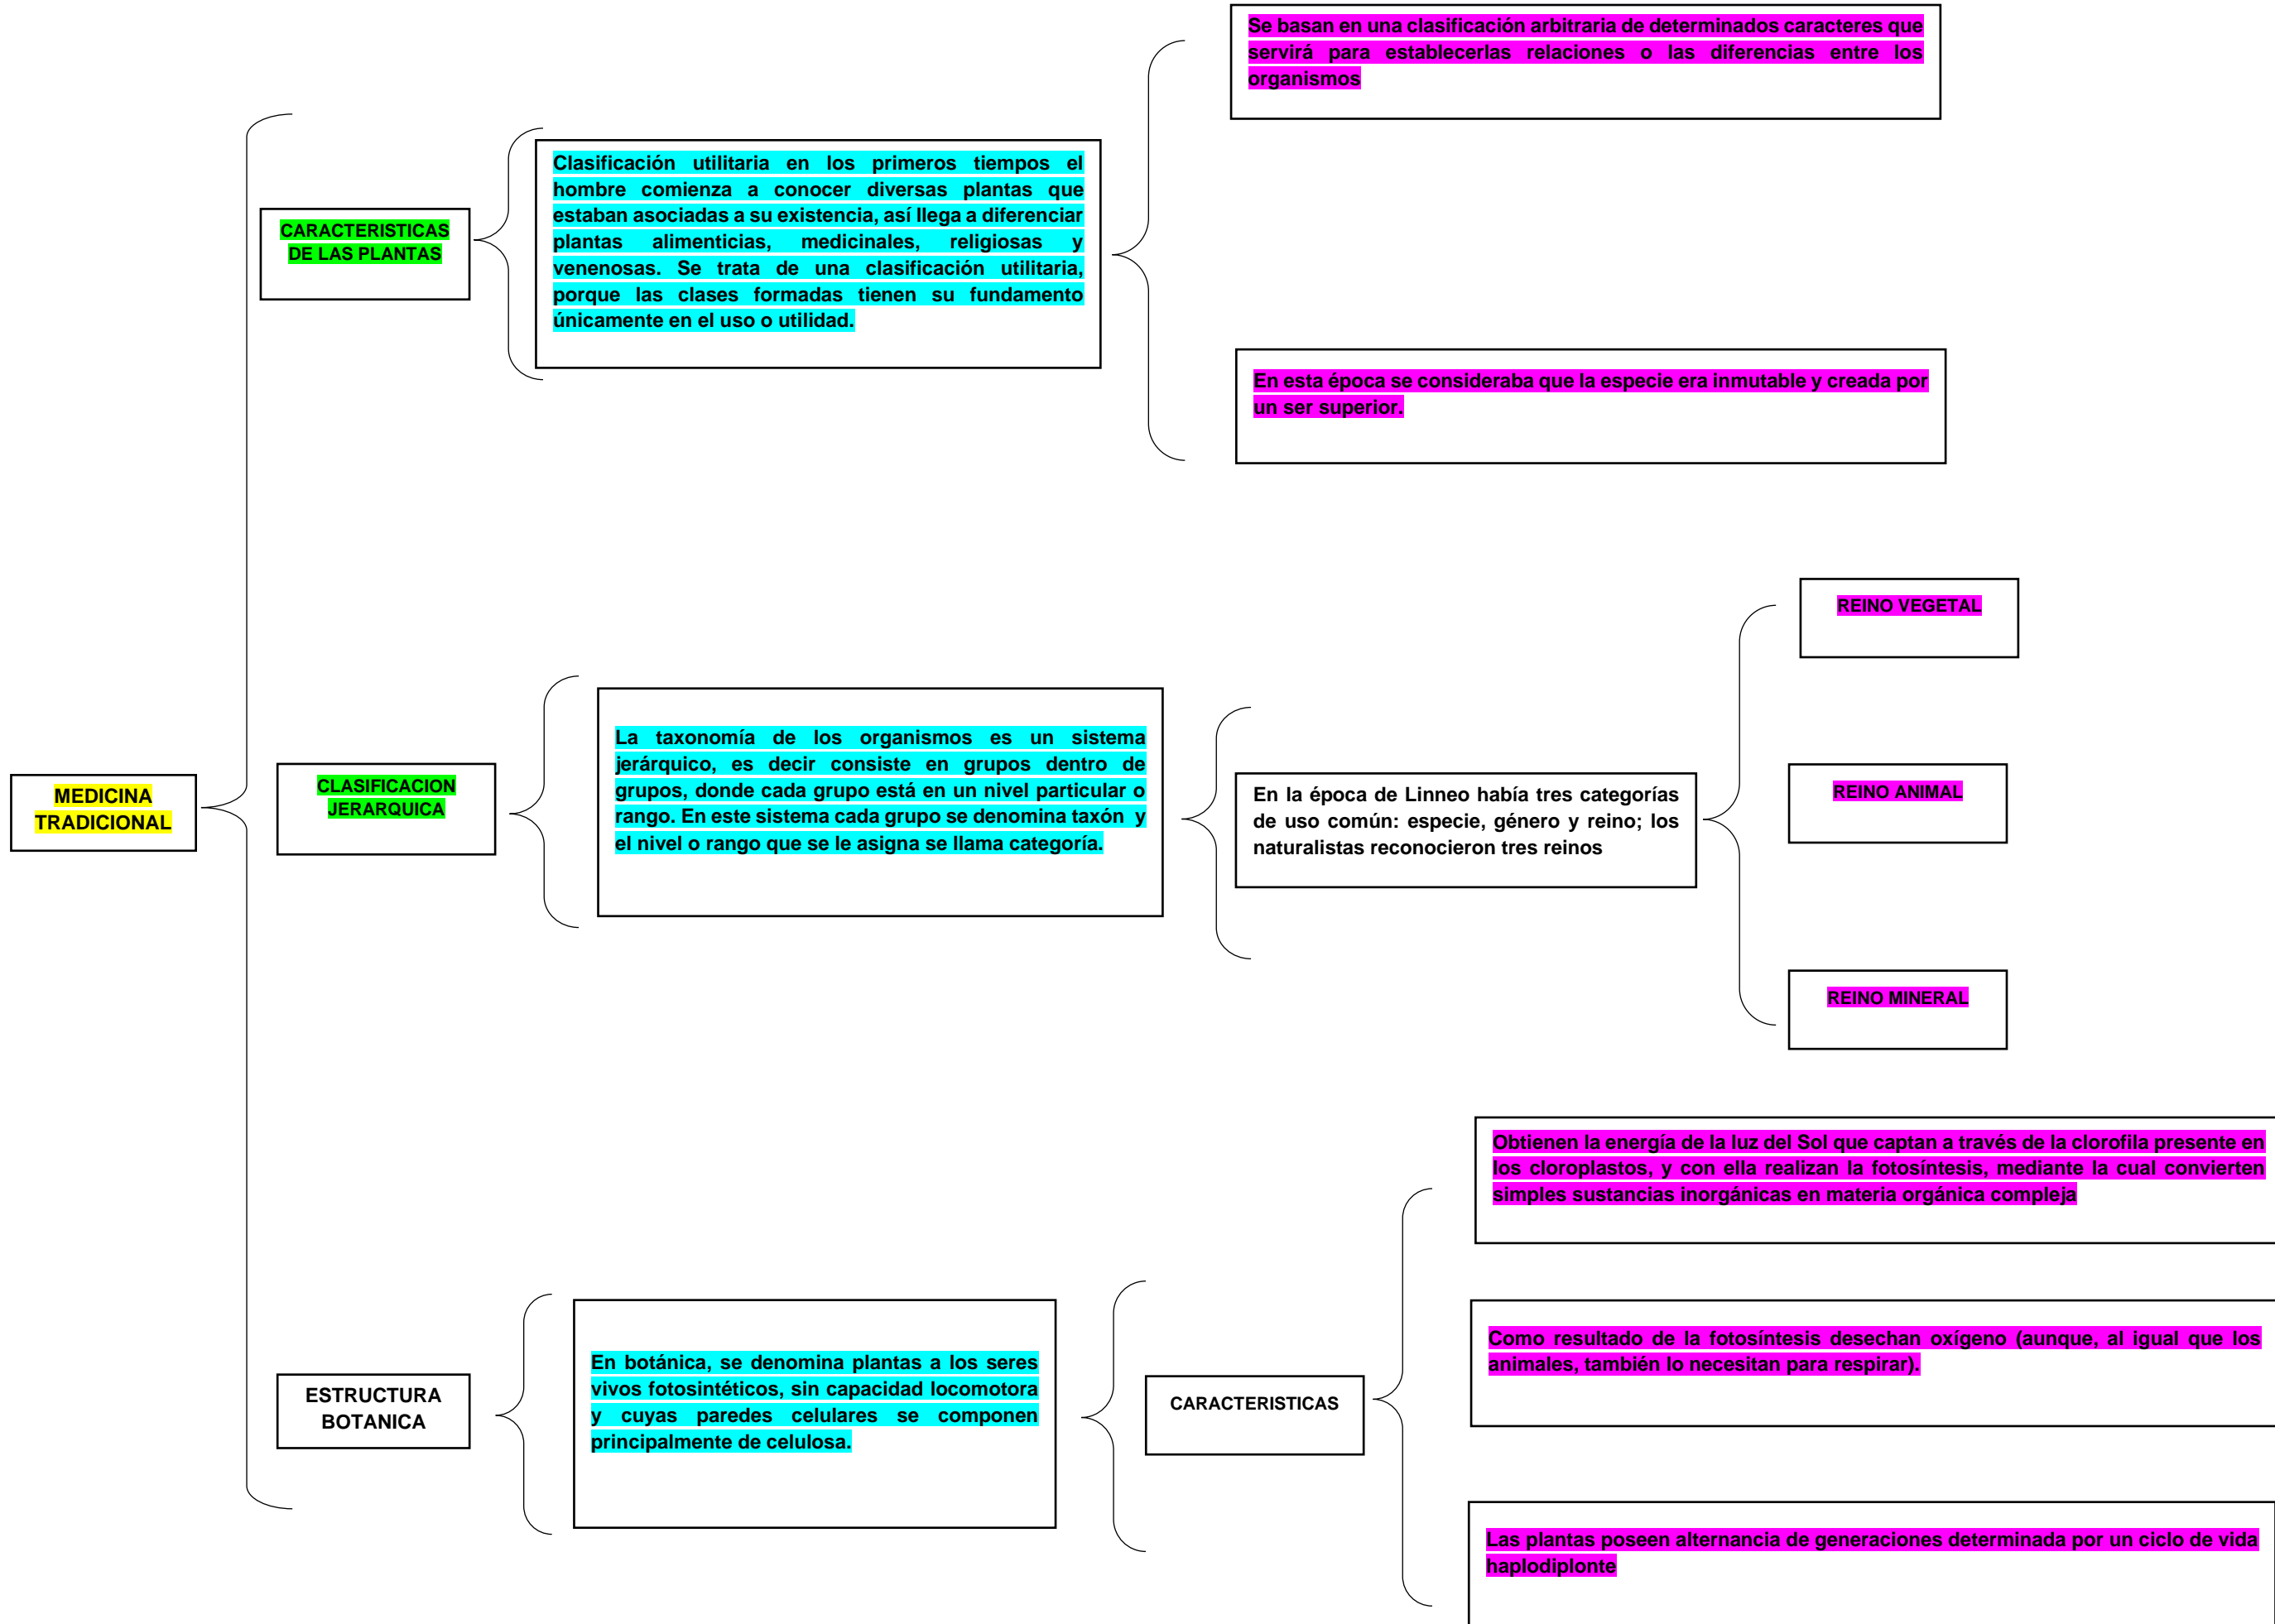 Se basan en una clasificación arbitraria de determinados caracteres que
servirá para establecerlas relaciones o las diferencias entre los
organismos
Clasificación utilitaria en los primeros tiempos el
hombre comienza a conocer diversas plantas que
estaban asociadas a su existencia, así llega a diferenciar
plantas alimenticias, medicinales, religiosas y
venenosas. Se trata de una clasificación utilitaria,
porque las clases formadas tienen su fundamento
únicamente en el uso o utilidad.
CARACTERISTICAS
DE LAS PLANTAS
En esta época se consideraba que la especie era inmutable y creada por
un ser superior.
REINO VEGETAL
La taxonomía de los organismos es un sistema
jerárquico, es decir consiste en grupos dentro de
grupos, donde cada grupo está en un nivel particular o
rango. En este sistema cada grupo se denomina taxón y
el nivel o rango que se le asigna se llama categoría.
MEDICINA
TRADICIONAL
CLASIFICACION
JERARQUICA
En la época de Linneo había tres categorías
de uso común: especie, género y reino; los
naturalistas reconocieron tres reinos
REINO ANIMAL
REINO MINERAL
Obtienen la energía de la luz del Sol que captan a través de la clorofila presente en
los cloroplastos, y con ella realizan la fotosíntesis, mediante la cual convierten
simples sustancias inorgánicas en materia orgánica compleja
Como resultado de la fotosíntesis desechan oxígeno (aunque, al igual que los
animales, también lo necesitan para respirar).
En botánica, se denomina plantas a los seres
vivos fotosintéticos, sin capacidad locomotora
y cuyas paredes celulares se componen
principalmente de celulosa.
ESTRUCTURA
BOTANICA
CARACTERISTICAS
Las plantas poseen alternancia de generaciones determinada por un ciclo de vida
haplodiplonte